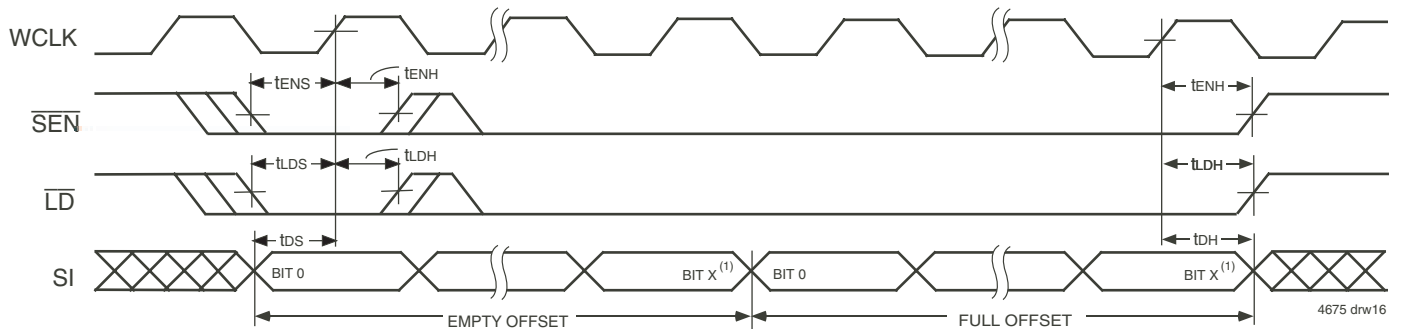 WCLK
tENS
tENH
tENH
SEN
tLDS
tLDH
tLDH
LD
tDS
tDH
SI
BIT 0
BIT X(1)
BIT 0
BIT X(1)
4675 drw16
EMPTY OFFSET
FULL OFFSET